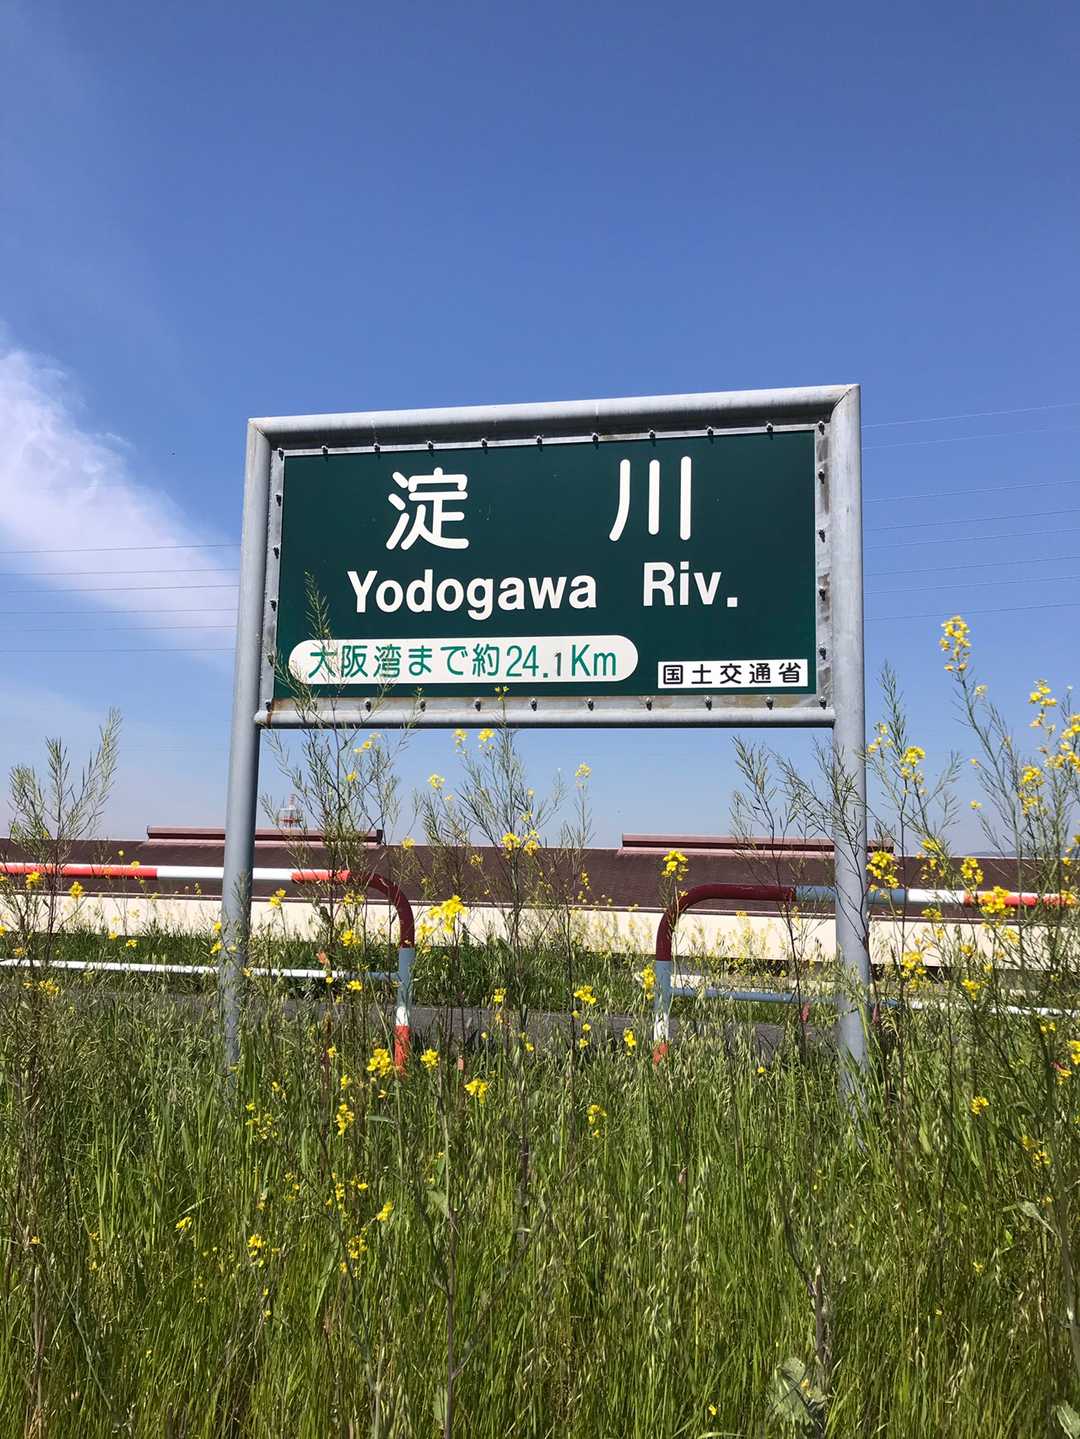 淀川
Yodogawa Riv.
大阪湾まで約24.1Km
国土交通省